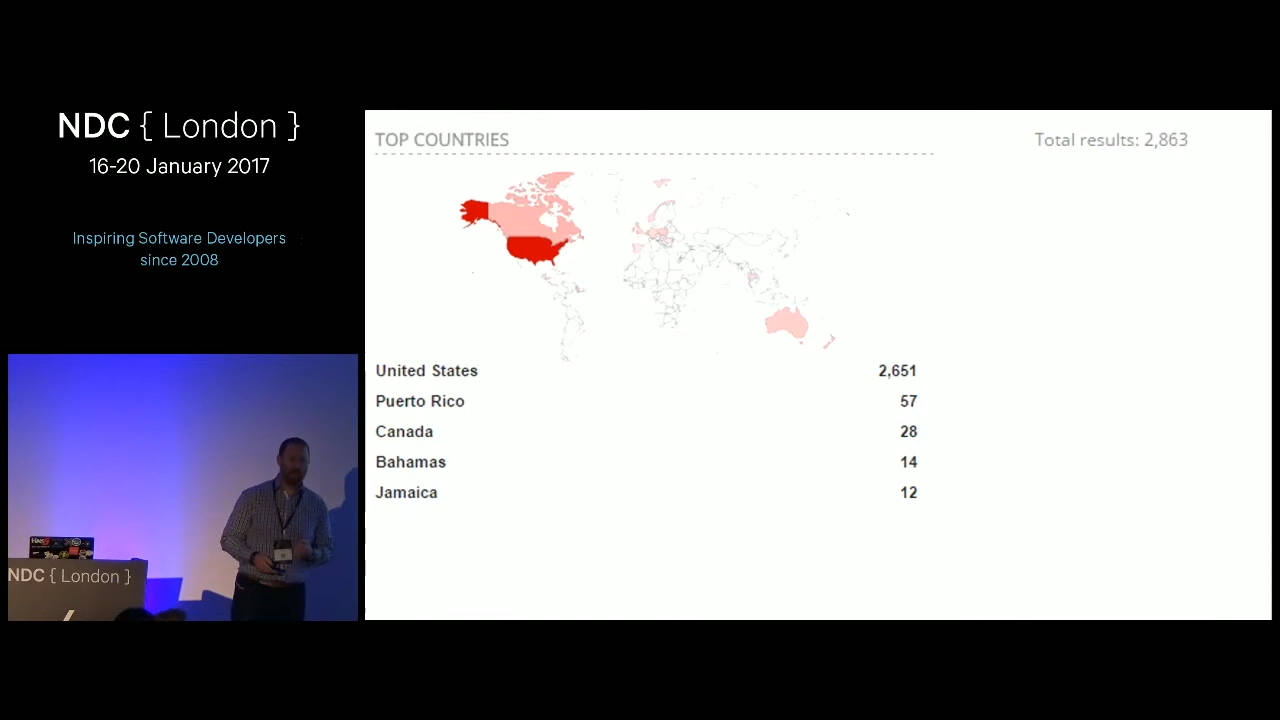 NDC { London }
16-20 January 2017
Inspiring Software Developers
since 2008
NDC { London }
TOP COUNTRIES
Total results: 2,863
United States 2,651
Puerto Rico 57
Canada 28
Bahamas 14
Jamaica 12